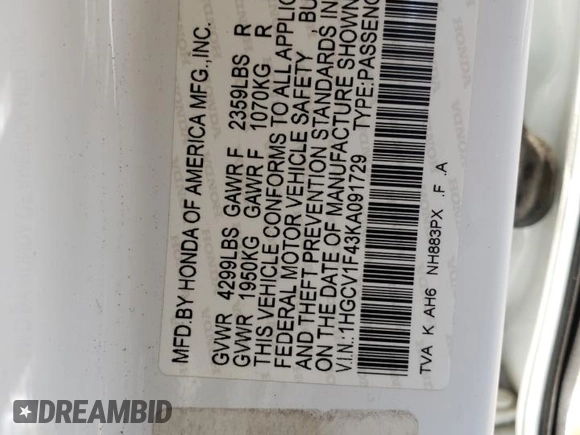 MFD.BY HONDA OF AMERICA MFG.,INC.
GVWR 4299LBS GAWR F 2359LBS R
GVWR 1950KG GAWR F 1070KG R
THIS VEHICLE CONFORMS TO ALL APPLIC
FEDERAL MOTOR VEHICLE SAFETY , BU
AND THEFT PREVENTION STANDARDS IN
ON THE DATE OF MANUFACTURE SHOWN
V.I.N.: 1HGCV1F43KA091729 TYPE:PASSENG
TVA K AH6 NH883PX .F .A
DREAMBID